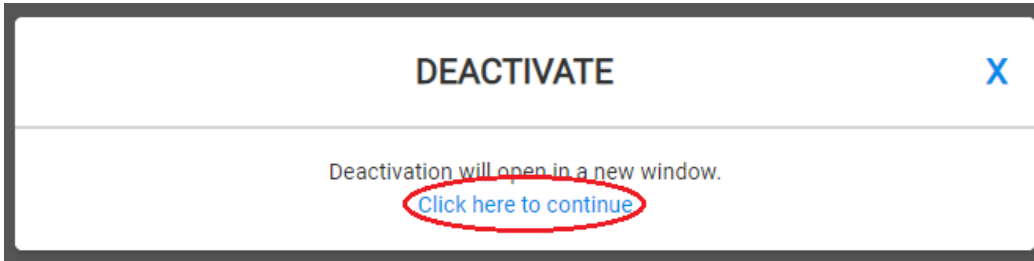 DEACTIVATE X
Deactivation will open in a new window.
Click here to continue